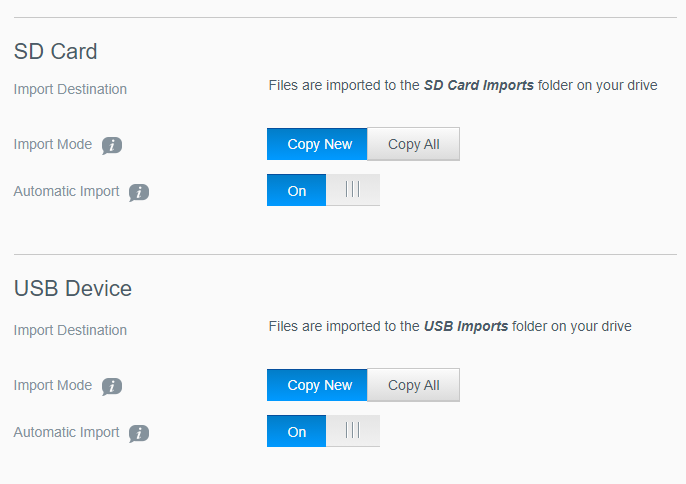 SD Card
Import Destination Files are imported to the SD Card Imports folder on your drive
Import Mode i Copy New Copy All
Automatic Import i On
USB Device
Import Destination Files are imported to the USB Imports folder on your drive
Import Mode i Copy New Copy All
Automatic Import i On